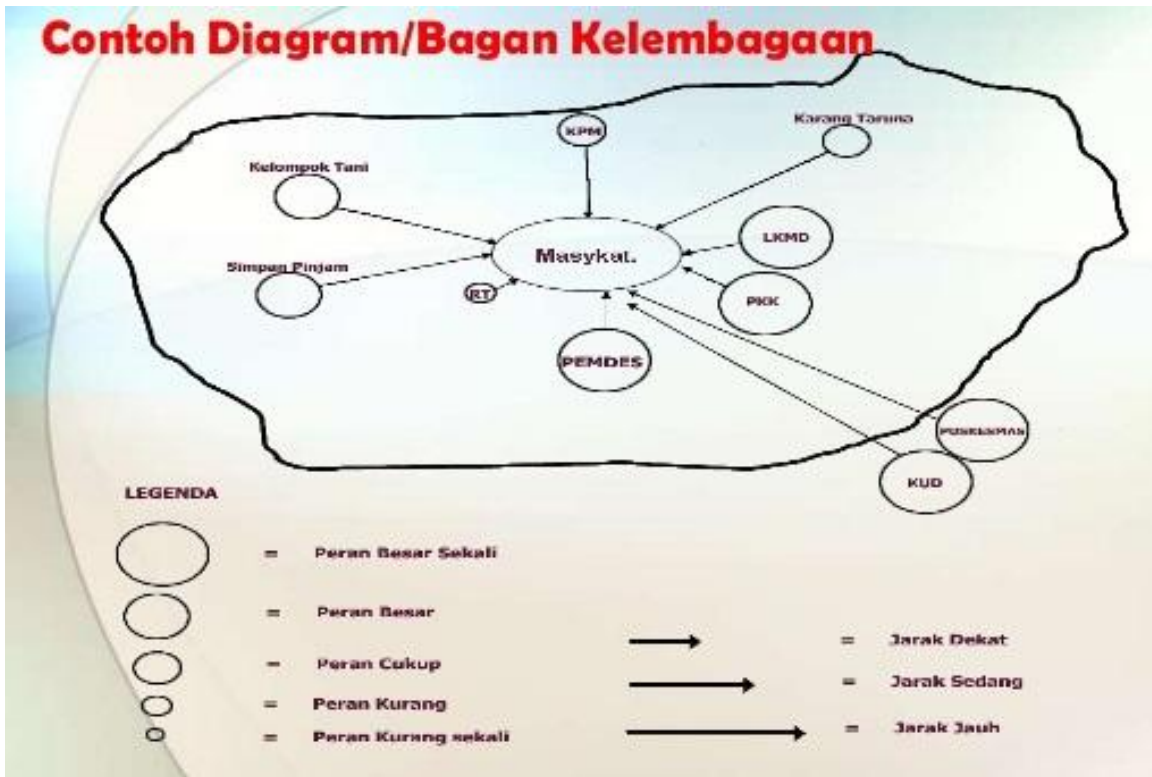 Contoh Diagram/Bagan Kelembagaan
KPM
Karang Taruna
Kelompok Tani
LKMD
Masykat.
Simpan Pinjam
RT
PKK
PEMDES
PUSKESMAS
KUD
LEGENDA
= Peran Besar Sekali
= Peran Besar
= Jarak Dekat
= Peran Cukup
= Jarak Sedang
= Peran Kurang
= Jarak Jauh
= Peran Kurang sekali